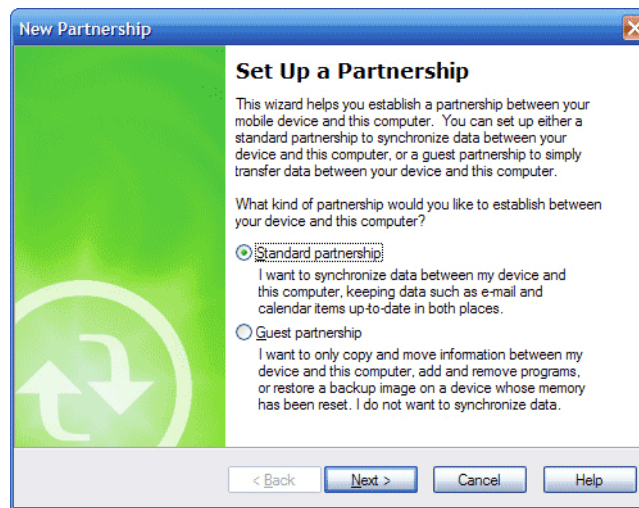 New Partnership
Set Up a Partnership
This wizard helps you establish a partnership between your
mobile device and this computer. You can set up either a
standard partnership to synchronize data between your
device and this computer, or a guest partnership to simply
transfer data between your device and this computer.
What kind of partnership would you like to establish between
your device and this computer?
Standard partnership
I want to synchronize data between my device and
this computer, keeping data such as e-mail and
calendar items up-to-date in both places.
Guest partnership
I want to only copy and move information between my
device and this computer, add and remove programs,
or restore a backup image on a device whose memory
has been reset. I do not want to synchronize data.
< Back Next > Cancel Help